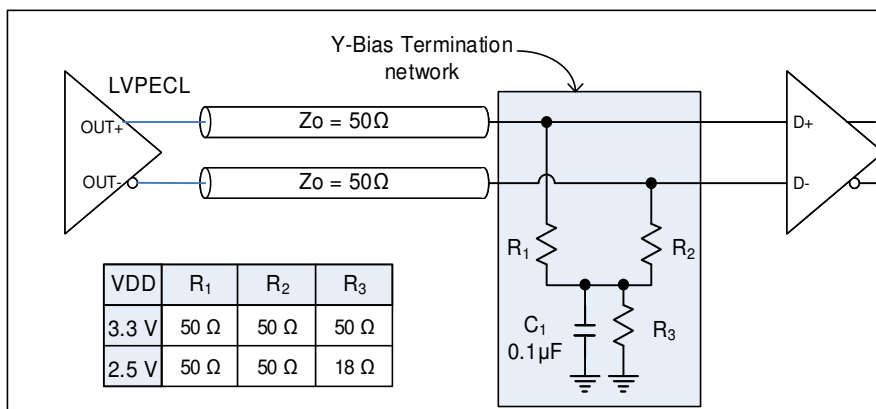 Y-Bias Termination
network
LVPECL
OUT+
Zo = 50Ω
D+
OUT-
Zo = 50Ω
D-
R1
R2
VDD R1 R2 R3
3.3 V 50 Ω 50 Ω 50 Ω
2.5 V 50 Ω 50 Ω 18 Ω
C1
0.1µF
R3